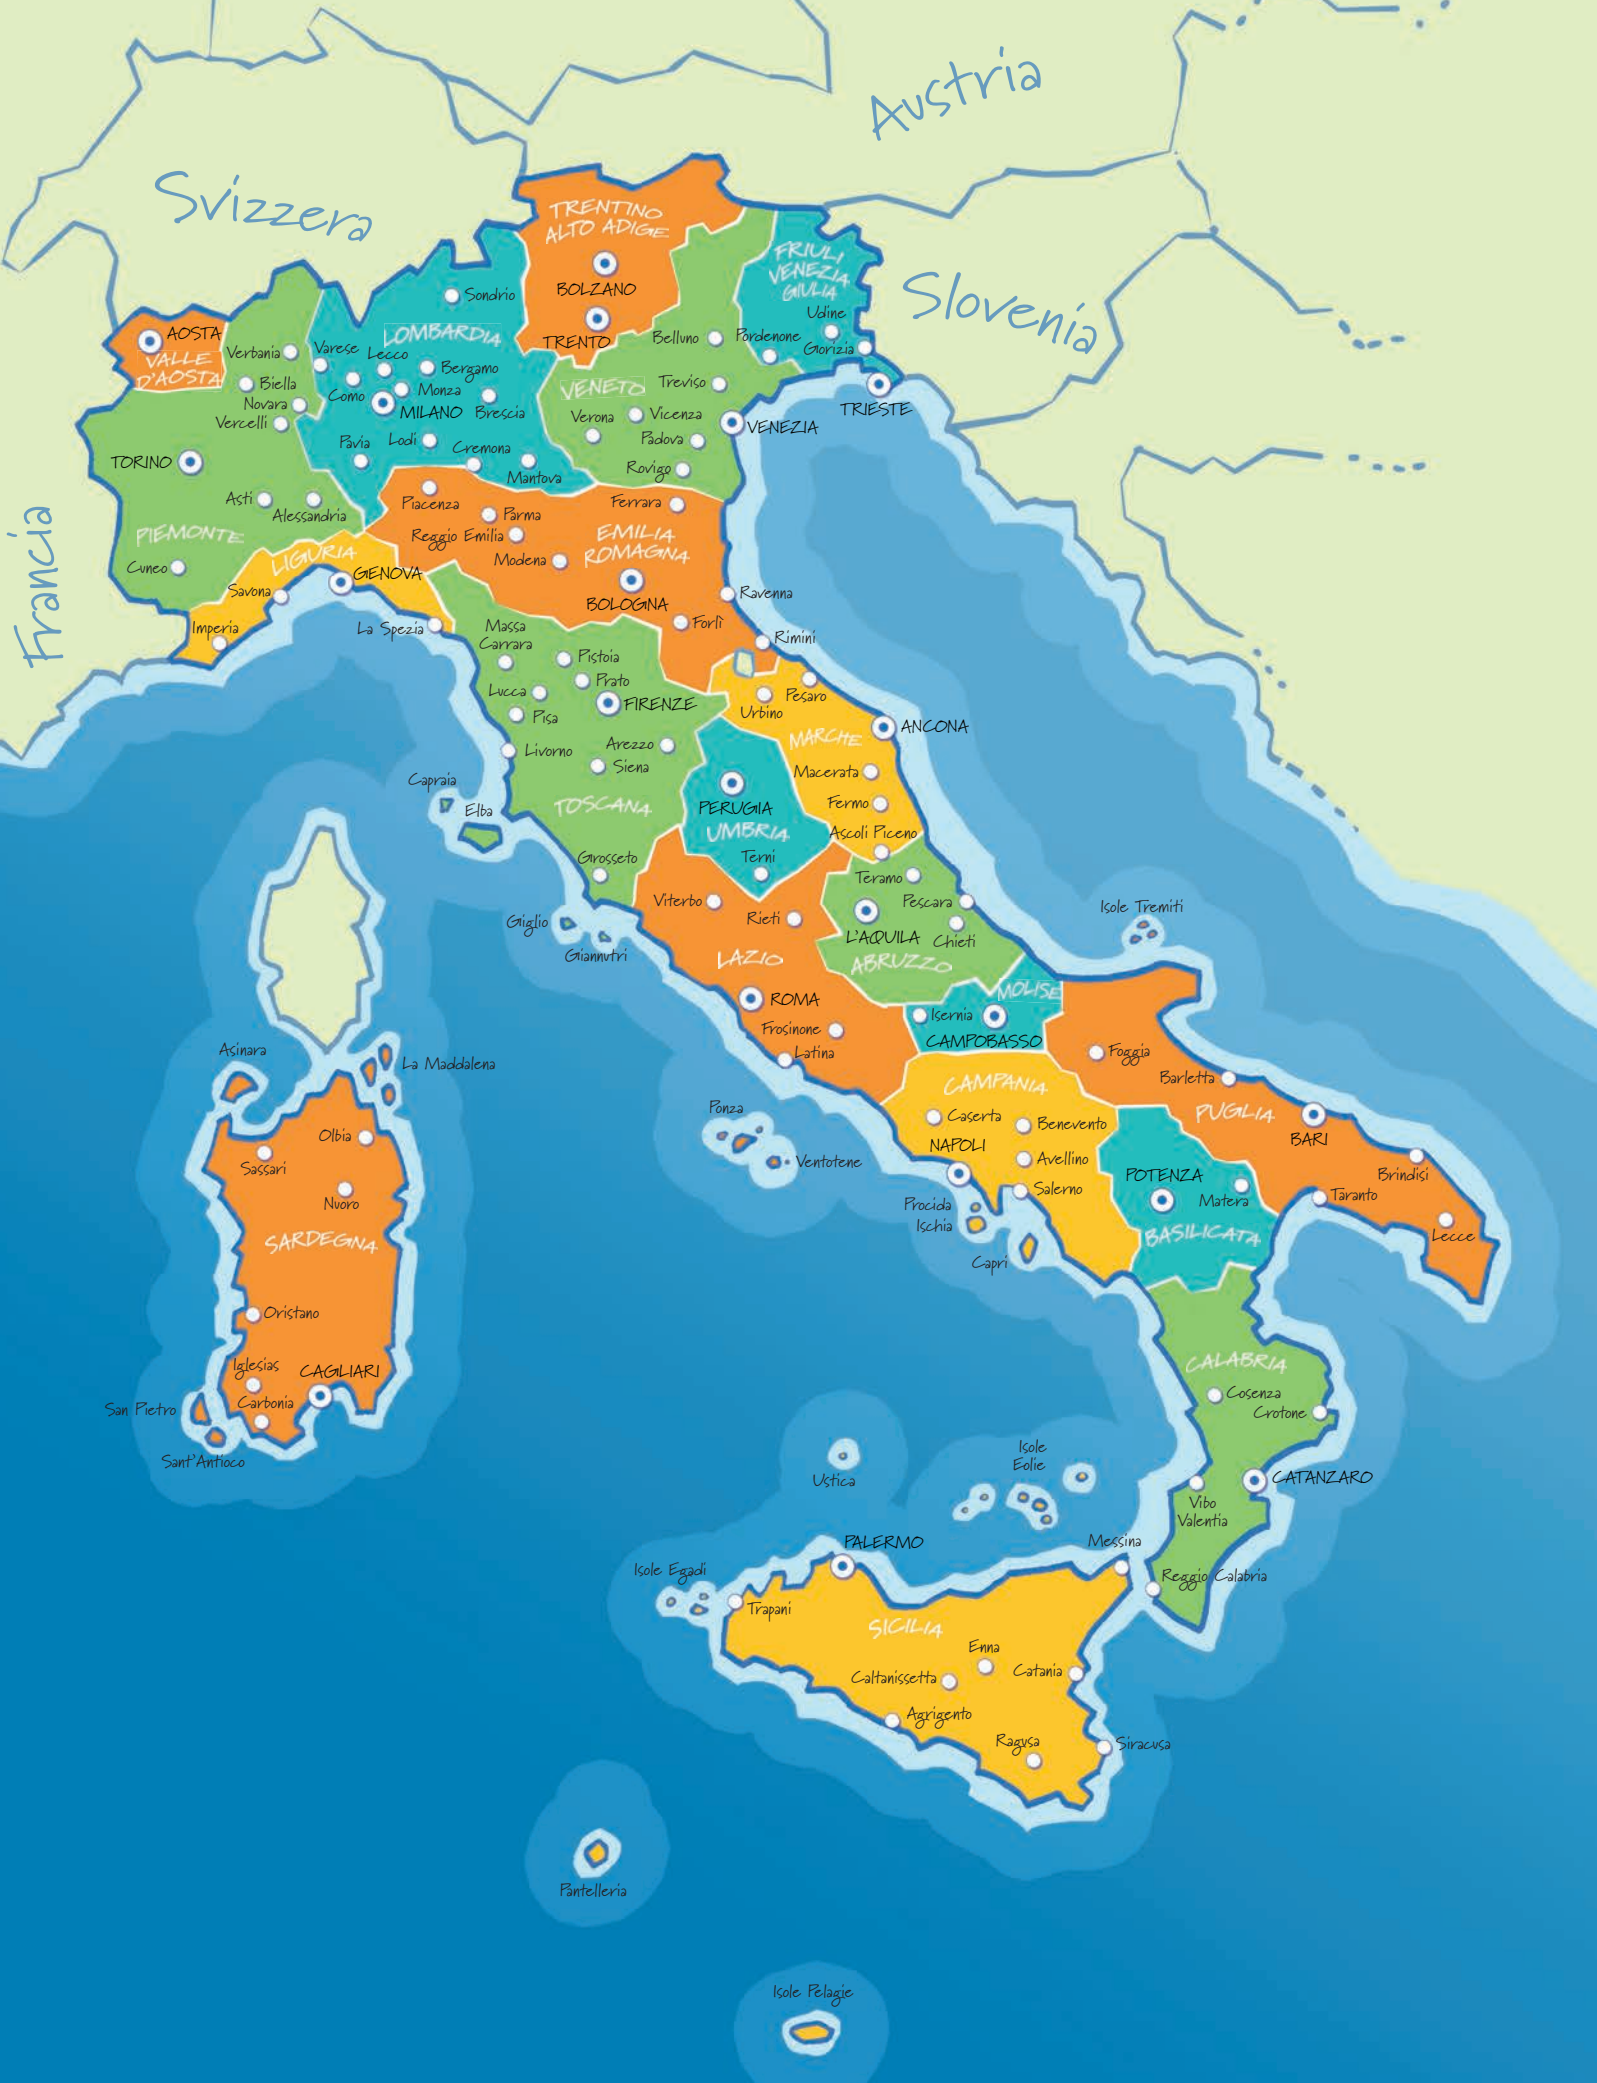 Austria
Svizzera
Slovenia
Francia
TRENTINO
ALTO ADIGE
BOLZANO
TRENTO
FRIULI
VENEZIA
GIULIA
Udine
Pordenone
Gorizia
TRIESTE
AOSTA
VALLE
D'AOSTA
Verbania
Biella
Novara
Vercelli
TORINO
Asti
Alessandria
PIEMONTE
Cuneo
Sondrio
LOMBARDIA
Varese
Lecco
Bergamo
Como
Monza
MILANO
Brescia
Pavia
Lodi
Cremona
Mantova
Belluno
VENETO
Treviso
Verona
Vicenza
Padova
VENEZIA
Rovigo
LIGURIA
GENOVA
Savona
Imperia
La Spezia
Piacenza
Parma
Reggio Emilia
Modena
Ferrara
EMILIA
ROMAGNA
BOLOGNA
Ravenna
Forlì
Rimini
Massa
Carrara
Pistoia
Prato
Lucca
FIRENZE
Pisa
Livorno
Arezzo
Siena
TOSCANA
Grosseto
Capraia
Elba
Giglio
Giannutri
Pesaro
Urbino
MARCHE
ANCONA
Macerata
Fermo
Ascoli Piceno
PERUGIA
UMBRIA
Terni
Viterbo
Rieti
LAZIO
ROMA
Frosinone
Latina
Teramo
Pescara
L'AQUILA
Chieti
ABRUZZO
MOLISE
Isernia
CAMPOBASSO
Isole Tremiti
Foggia
Barletta
PUGLIA
BARI
Brindisi
Taranto
Lecce
CAMPANIA
Caserta
Benevento
NAPOLI
Avellino
Salerno
Procida
Ischia
Capri
Ponza
Ventotene
POTENZA
Matera
BASILICATA
CALABRIA
Cosenza
Crotone
CATANZARO
Vibo
Valentia
Reggio Calabria
Asinara
La Maddalena
Olbia
Sassari
Nuoro
SARDEGNA
Oristano
Iglesias
CAGLIARI
Carbonia
San Pietro
Sant'Antioco
Ustica
Isole
Eolie
Messina
PALERMO
Isole Egadi
Trapani
SICILIA
Enna
Caltanissetta
Catania
Agrigento
Ragusa
Siracusa
Pantelleria
Isole Pelagie